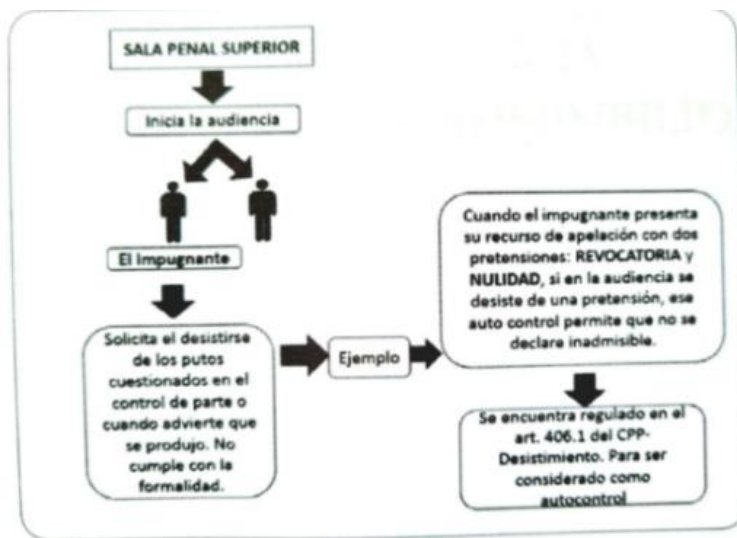 SALA PENAL SUPERIOR
Inicia la audiencia
El Impugnante
Solicita el desistirse
de los putos
cuestionados en el
control de parte o
cuando advierte que
se produjo. No
cumple con la
formalidad.
Ejemplo
Cuando el impugnante presenta
su recurso de apelación con dos
pretensiones: REVOCATORIA y
NULIDAD, si en la audiencia se
desiste de una pretensión, ese
auto control permite que no se
declare inadmisible.
Se encuentra regulado en el
art. 406.1 del CPP-
Desistimiento. Para ser
considerado como
autocontrol